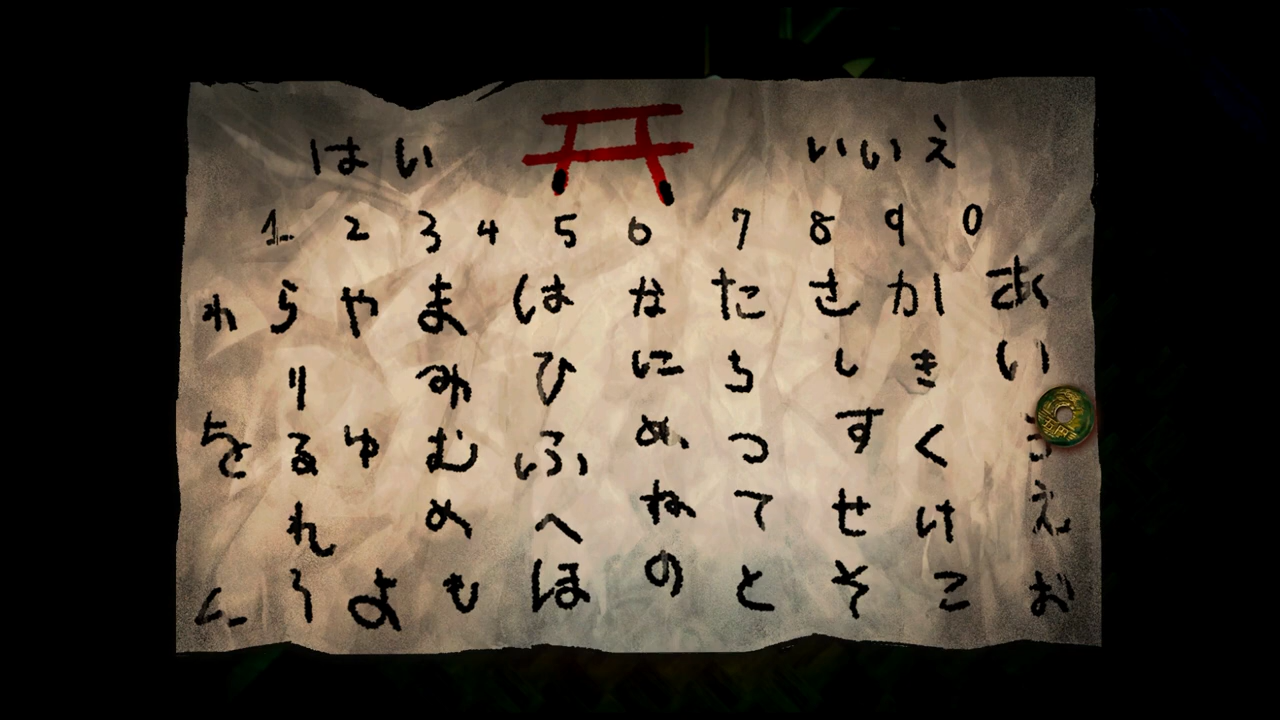 はい いいえ
1 2 3 4 5 6 7 8 9 0
わ ら や ま は な た さ か あ
り み ひ に ち し き い
を る ゆ む ふ ぬ つ す く う
れ め へ ね て せ け え
ん ろ よ も ほ の と そ こ お
五円